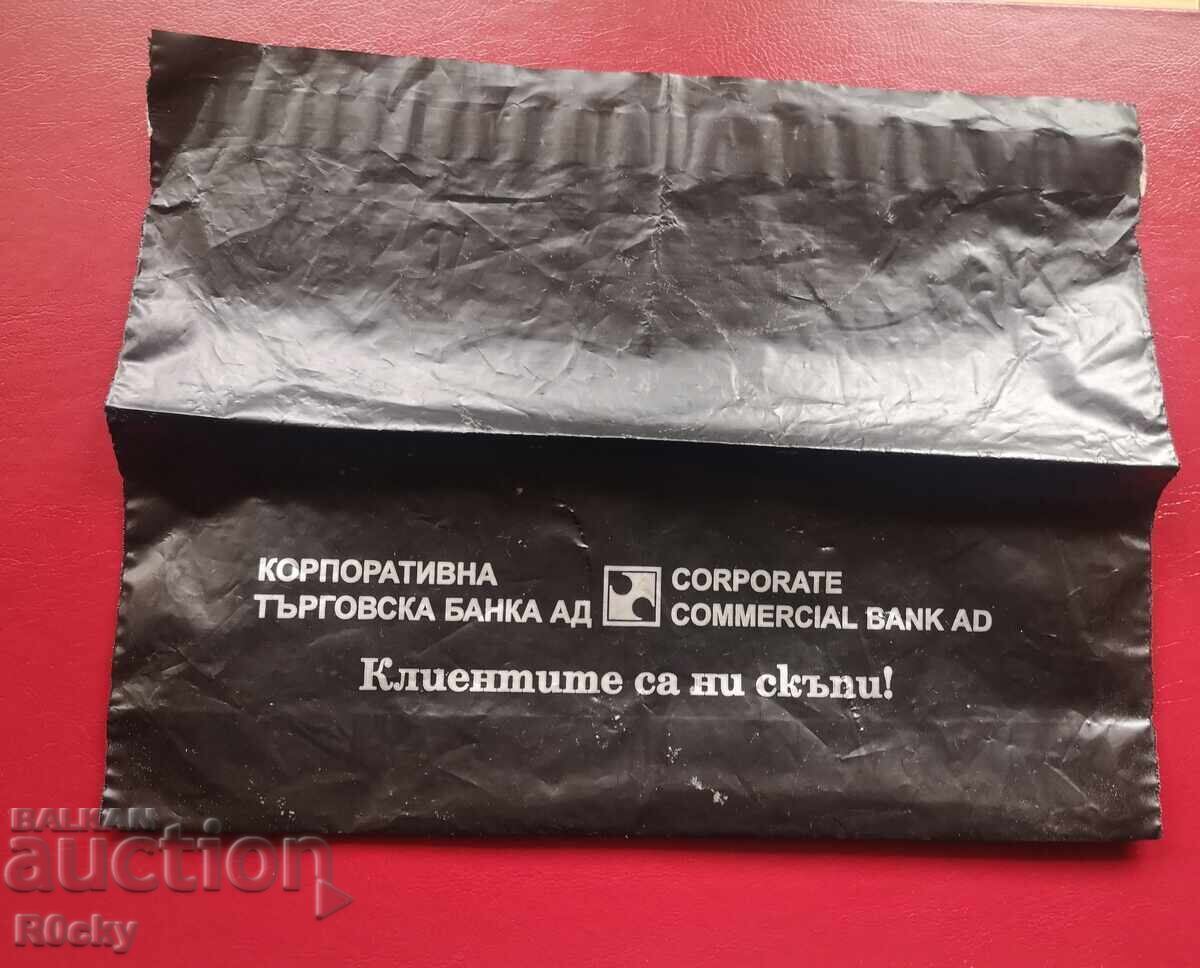 КОРПОРАТИВНА
ТЪРГОВСКА БАНКА АД
CORPORATE
COMMERCIAL BANK AD
Клиентите са ни скъпи!
BALKAN
auction
R0cky